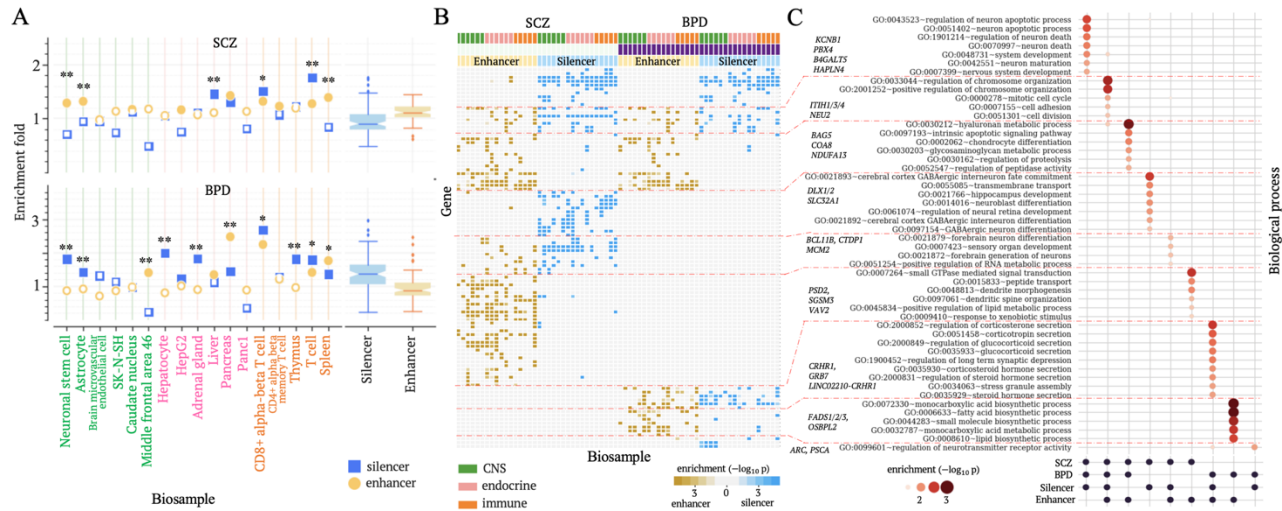 A
SCZ
**
**
**
*
**
**
2
1
Enrichment fold
BPD
3
1
**
*
**
**
**
**
*
**
*
*
Neuronal stem cell
Astrocyte
Brain microvascular
endothelial cell
SK-N-SH
Caudate nucleus
Middle frontal area 46
Hepatocyte
HepG2
Adrenal gland
Liver
Pancreas
Panc1
CD8+ alpha-beta T cell
CD4+ alpha beta
memory T cell
Thymus
T cell
Spleen
Silencer
Enhancer
Biosample
silencer
enhancer
B
SCZ
BPD
Enhancer
Silencer
Enhancer
Silencer
Gene
Biosample
CNS
endocrine
immune
enrichment (−log10 p)
3 0 3
enhancer
silencer
KCNB1
PBX4
B4GALT5
HAPLN4
ITIH1/3/4
NEU2
BAG5
COA8
NDUFA13
DLX1/2
SLC32A1
BCL11B, CTDP1
MCM2
PSD2,
SGSM3
VAV2
CRHR1,
GRB7
LINC02210-CRHR1
FADS1/2/3,
OSBPL2
ARC, PSCA
C
GO:0043523~regulation of neuron apoptotic process
GO:0051402~neuron apoptotic process
GO:1901214~regulation of neuron death
GO:0070997~neuron death
GO:0048731~system development
GO:0042551~neuron maturation
GO:0007399~nervous system development
GO:0033044~regulation of chromosome organization
GO:2001252~positive regulation of chromosome organization
GO:0000278~mitotic cell cycle
GO:0007155~cell adhesion
GO:0051301~cell division
GO:0030212~hyaluronan metabolic process
GO:0097193~intrinsic apoptotic signaling pathway
GO:0002062~chondrocyte differentiation
GO:0030203~glycosaminoglycan metabolic process
GO:0030162~regulation of proteolysis
GO:0052547~regulation of peptidase activity
GO:0021893~cerebral cortex GABAergic interneuron fate commitment
GO:0055085~transmembrane transport
GO:0021766~hippocampus development
GO:0014016~neuroblast differentiation
GO:0061074~regulation of neural retina development
GO:0021892~cerebral cortex GABAergic interneuron differentiation
GO:0097154~GABAergic neuron differentiation
GO:0021879~forebrain neuron differentiation
GO:0007423~sensory organ development
GO:0021872~forebrain generation of neurons
GO:0051254~positive regulation of RNA metabolic process
GO:0007264~small GTPase mediated signal transduction
GO:0015833~peptide transport
GO:0048813~dendrite morphogenesis
GO:0097061~dendritic spine organization
GO:0045834~positive regulation of lipid metabolic process
GO:0009410~response to xenobiotic stimulus
GO:2000852~regulation of corticosterone secretion
GO:0051458~corticotropin secretion
GO:2000849~regulation of glucocorticoid secretion
GO:0035933~glucocorticoid secretion
GO:1900452~regulation of long term synaptic depression
GO:0035930~corticosteroid hormone secretion
GO:2000831~regulation of steroid hormone secretion
GO:0034063~stress granule assembly
GO:0035929~steroid hormone secretion
GO:0072330~monocarboxylic acid biosynthetic process
GO:0006633~fatty acid biosynthetic process
GO:0044283~small molecule biosynthetic process
GO:0032787~monocarboxylic acid metabolic process
GO:0008610~lipid biosynthetic process
GO:0099601~regulation of neurotransmitter receptor activity
Biological process
enrichment (−log10 p)
2 3
SCZ
BPD
Silencer
Enhancer